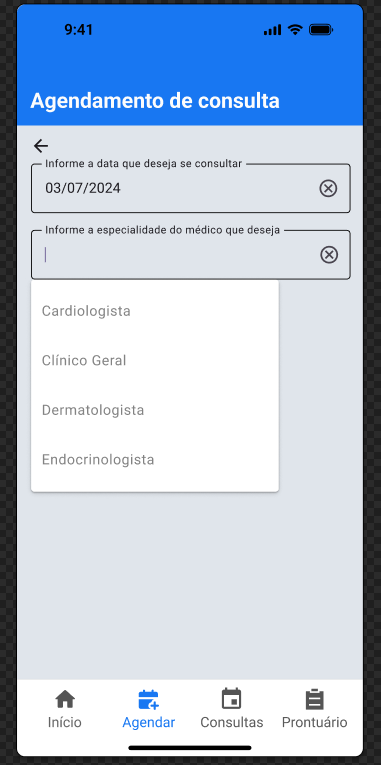 9:41
Agendamento de consulta
Informe a data que deseja se consultar
03/07/2024
Informe a especialidade do médico que deseja
Cardiologista
Clínico Geral
Dermatologista
Endocrinologista
Início
Agendar
Consultas
Prontuário